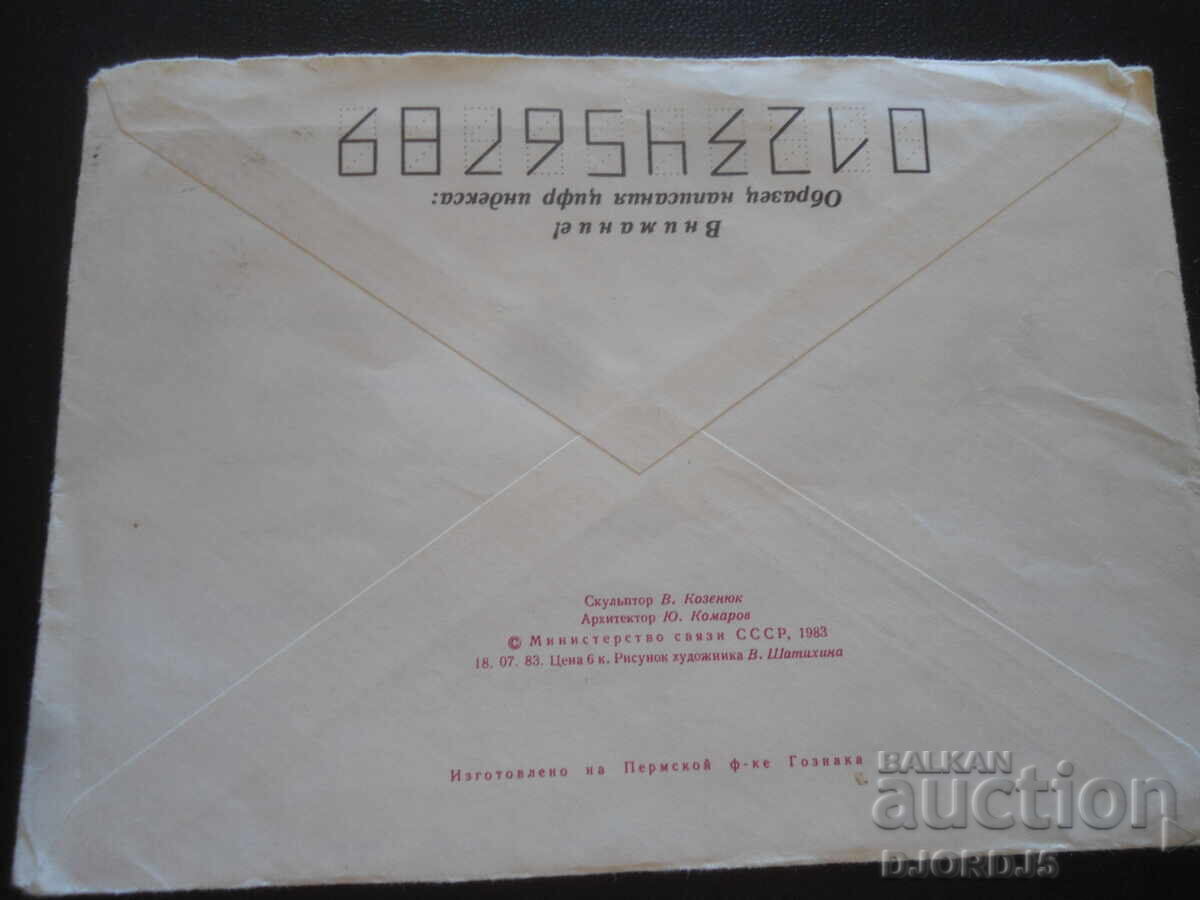 Внимание!
Образец написания цифр индекса:
0123456789
Скульптор В. Козенюк
Архитектор Ю. Комаров
© Министерство связи СССР, 1983
18. 07. 83. Цена 6 к. Рисунок художника В. Шатихина
Изготовлено на Пермской ф-ке Гознака
BALKAN
auction
DJORDJ5